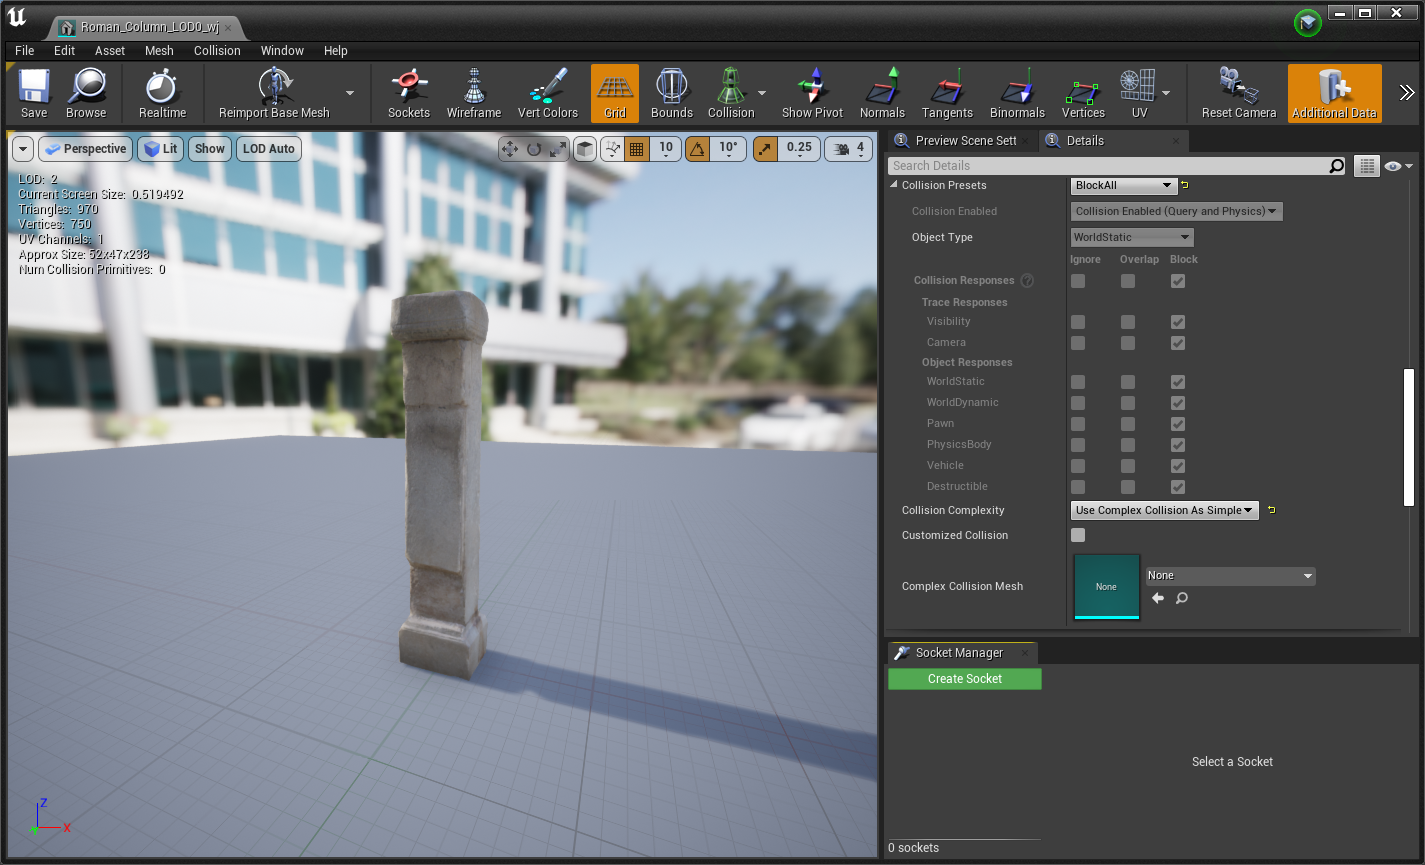 Roman_Column_LOD0_wj
File Edit Asset Mesh Collision Window Help
Save Browse Realtime Reimport Base Mesh Sockets Wireframe Vert Colors Grid Bounds Collision Show Pivot Normals Tangents Binormals Vertices UV Reset Camera Additional Data
Perspective Lit Show LOD Auto 10 10° 0.25 4
LOD: 2
Current Screen Size: 0.519492
Triangles: 970
Vertices: 750
UV Channels: 1
Approx Size: 52x47x238
Num Collision Primitives: 0
Z
X
Preview Scene Sett Details
Search Details
Collision Presets BlockAll
Collision Enabled Collision Enabled (Query and Physics)
Object Type WorldStatic
Ignore Overlap Block
Collision Responses ?
Trace Responses
Visibility
Camera
Object Responses
WorldStatic
WorldDynamic
Pawn
PhysicsBody
Vehicle
Destructible
Collision Complexity Use Complex Collision As Simple
Customized Collision
Complex Collision Mesh None None
Socket Manager
Create Socket
Select a Socket
0 sockets